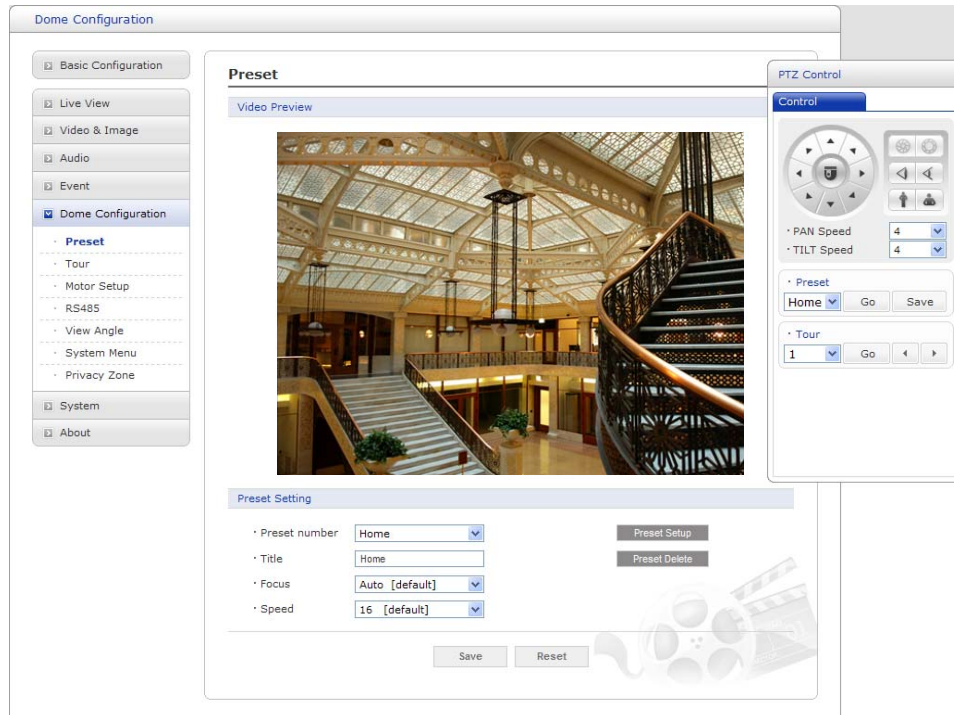 Dome Configuration
Basic Configuration
Live View
Video & Image
Audio
Event
Dome Configuration
· Preset
· Tour
· Motor Setup
· RS485
· View Angle
· System Menu
· Privacy Zone
System
About
Preset
Video Preview
Preset Setting
· Preset number Home Preset Setup
· Title Home Preset Delete
· Focus Auto [default]
· Speed 16 [default]
Save Reset
PTZ Control
Control
· PAN Speed 4
· TILT Speed 4
· Preset
Home Go Save
· Tour
1 Go